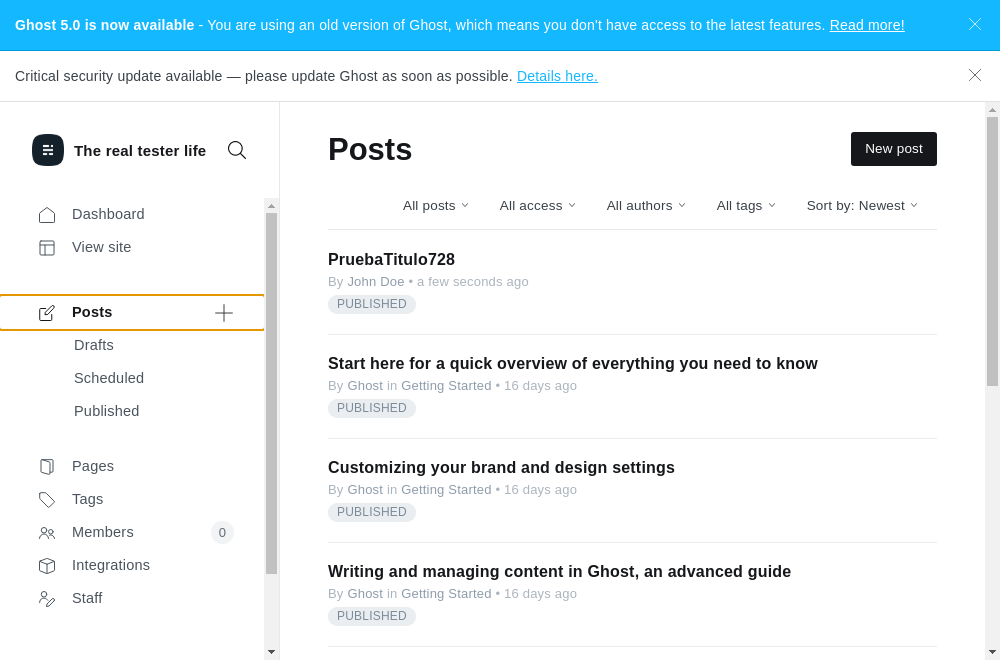 Ghost 5.0 is now available - You are using an old version of Ghost, which means you don't have access to the latest features. Read more!
Critical security update available — please update Ghost as soon as possible. Details here.
The real tester life
Dashboard
View site
Posts
Drafts
Scheduled
Published
Pages
Tags
Members 0
Integrations
Staff
Posts
New post
All posts All access All authors All tags Sort by: Newest
PruebaTitulo728
By John Doe • a few seconds ago
PUBLISHED
Start here for a quick overview of everything you need to know
By Ghost in Getting Started • 16 days ago
PUBLISHED
Customizing your brand and design settings
By Ghost in Getting Started • 16 days ago
PUBLISHED
Writing and managing content in Ghost, an advanced guide
By Ghost in Getting Started • 16 days ago
PUBLISHED